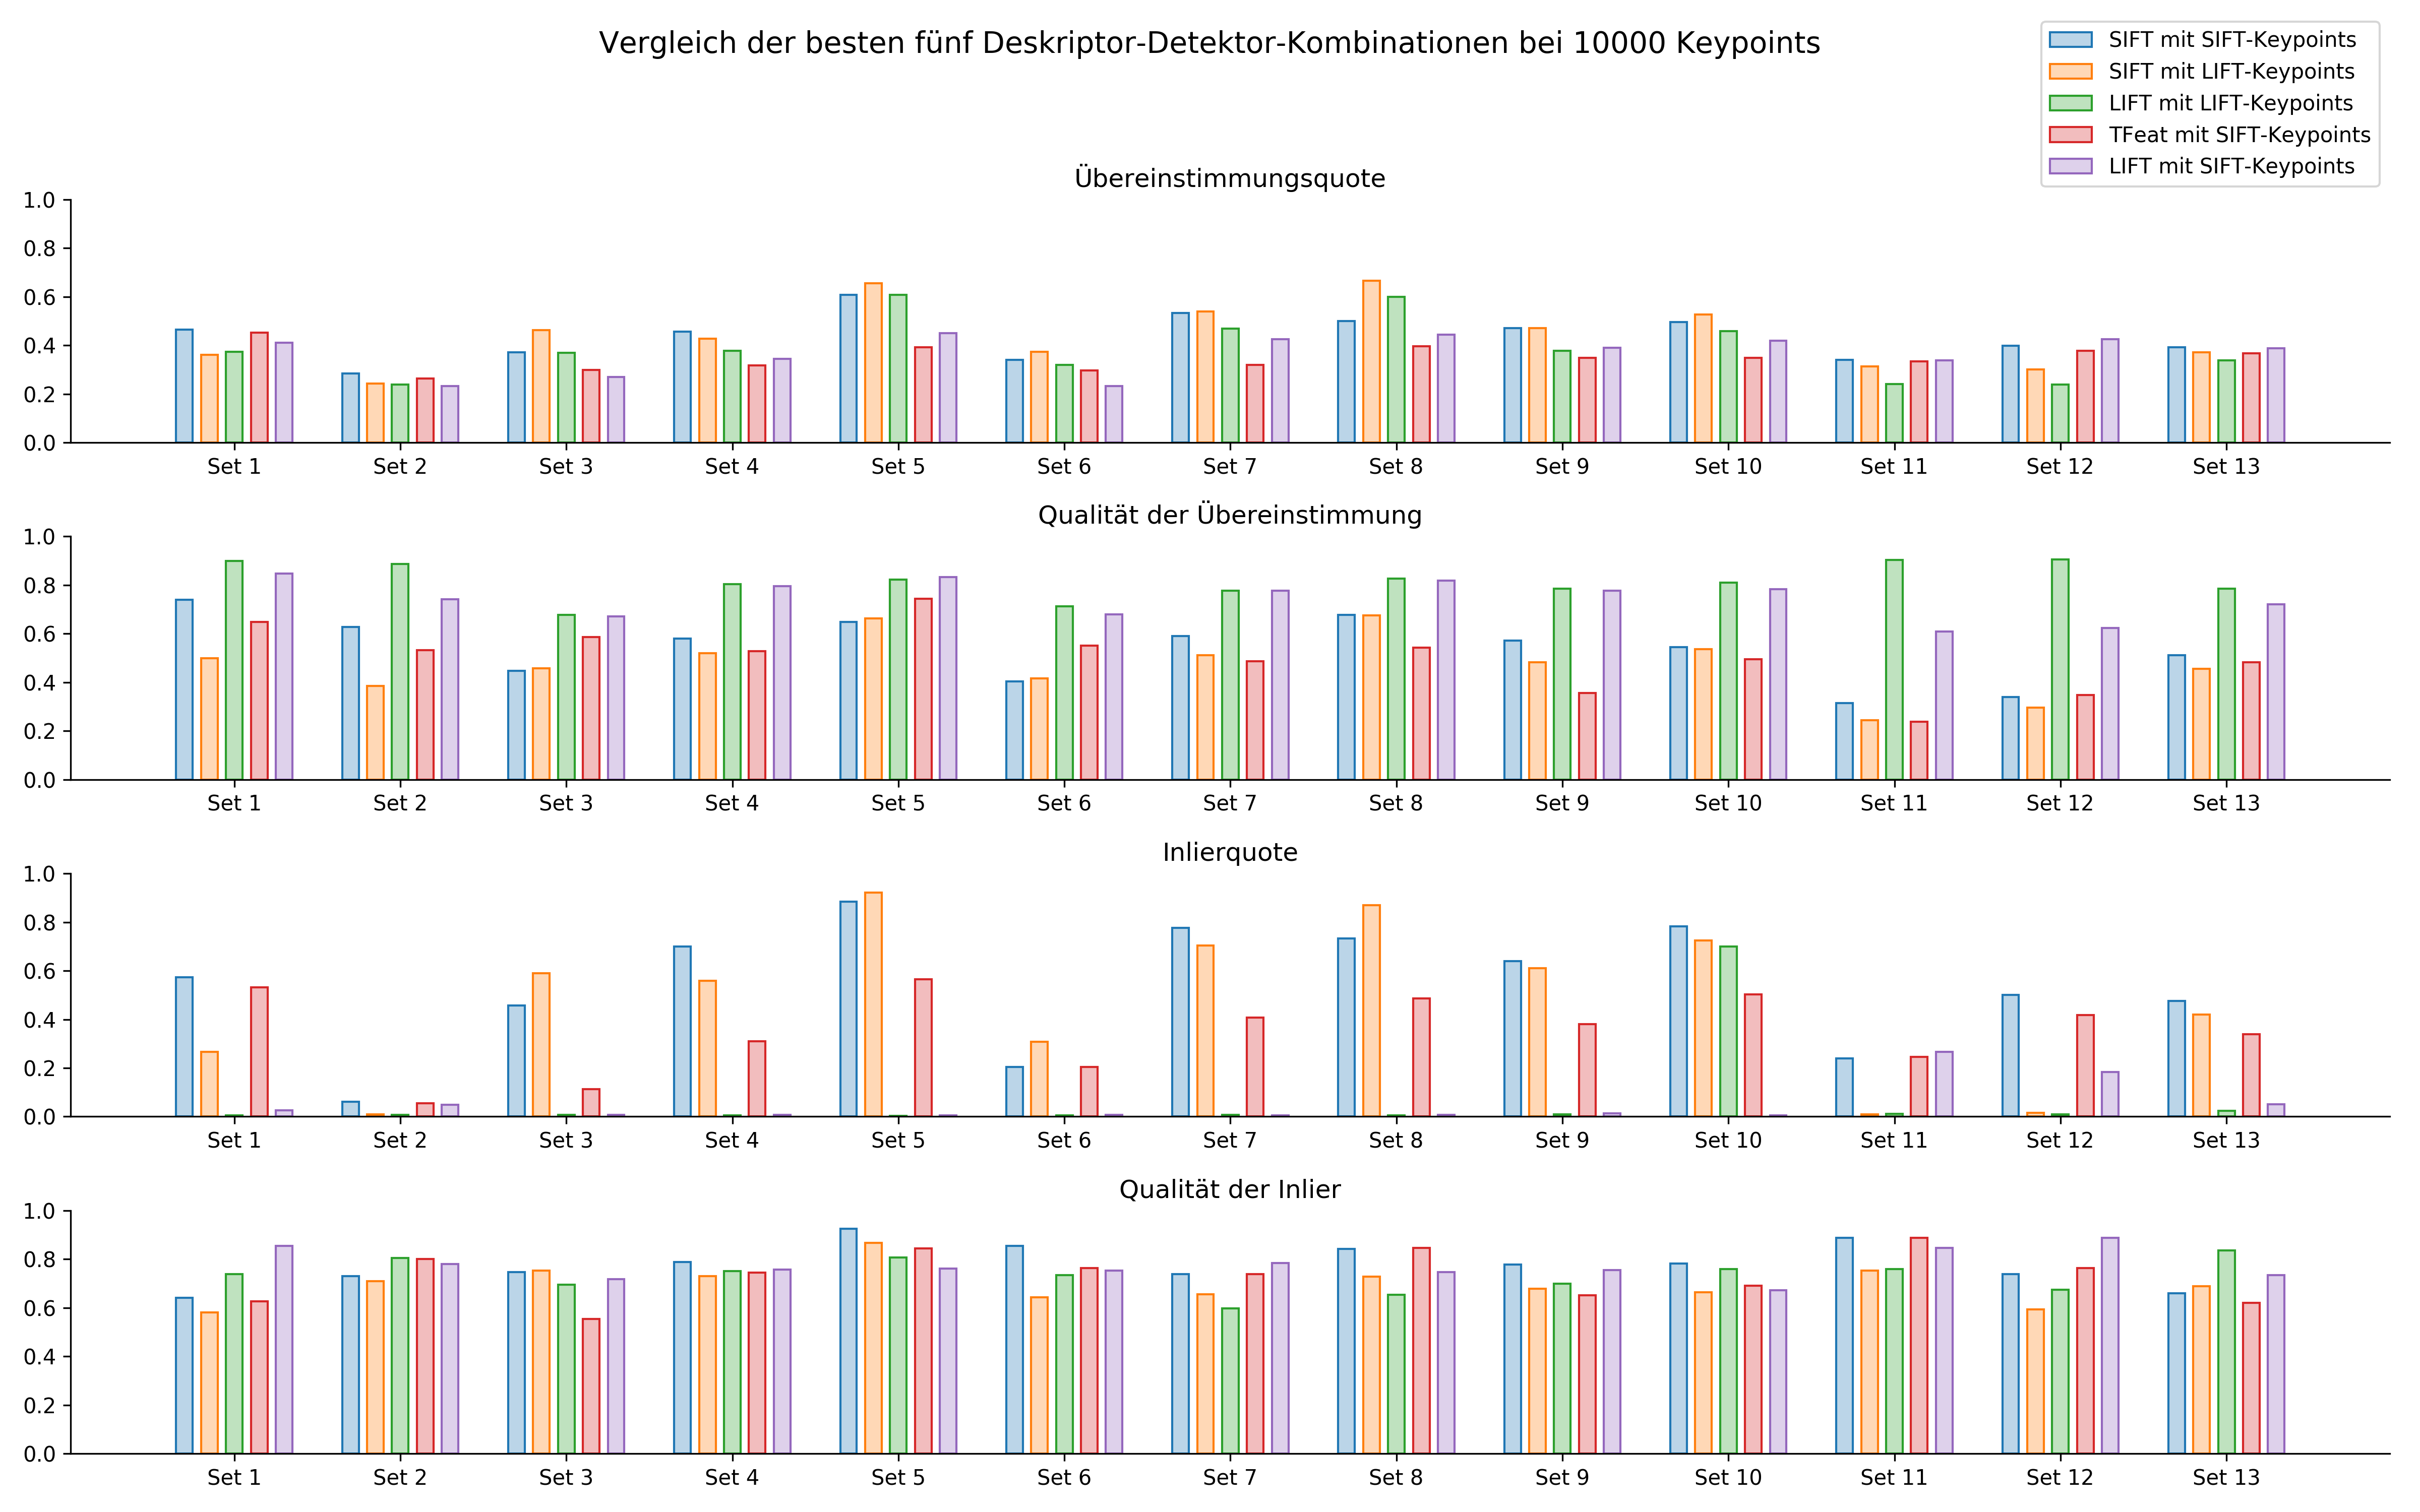 Vergleich der besten fünf Deskriptor-Detektor-Kombinationen bei 10000 Keypoints
SIFT mit SIFT-Keypoints
SIFT mit LIFT-Keypoints
LIFT mit LIFT-Keypoints
TFeat mit SIFT-Keypoints
LIFT mit SIFT-Keypoints
Übereinstimmungsquote
1.0
0.8
0.6
0.4
0.2
0.0
Set 1 Set 2 Set 3 Set 4 Set 5 Set 6 Set 7 Set 8 Set 9 Set 10 Set 11 Set 12 Set 13
Qualität der Übereinstimmung
1.0
0.8
0.6
0.4
0.2
0.0
Set 1 Set 2 Set 3 Set 4 Set 5 Set 6 Set 7 Set 8 Set 9 Set 10 Set 11 Set 12 Set 13
Inlierquote
1.0
0.8
0.6
0.4
0.2
0.0
Set 1 Set 2 Set 3 Set 4 Set 5 Set 6 Set 7 Set 8 Set 9 Set 10 Set 11 Set 12 Set 13
Qualität der Inlier
1.0
0.8
0.6
0.4
0.2
0.0
Set 1 Set 2 Set 3 Set 4 Set 5 Set 6 Set 7 Set 8 Set 9 Set 10 Set 11 Set 12 Set 13